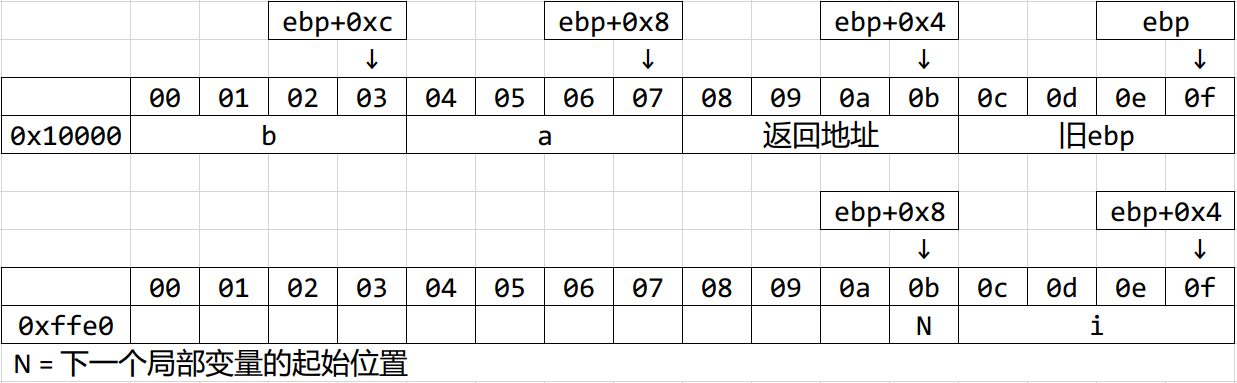 ebp+0xc ebp+0x8 ebp+0x4 ebp
↓ ↓ ↓ ↓
00 01 02 03 04 05 06 07 08 09 0a 0b 0c 0d 0e 0f
0x10000 b a 返回地址 旧ebp
ebp+0x8 ebp+0x4
↓ ↓
00 01 02 03 04 05 06 07 08 09 0a 0b 0c 0d 0e 0f
0xffe0 N i
N = 下一个局部变量的起始位置